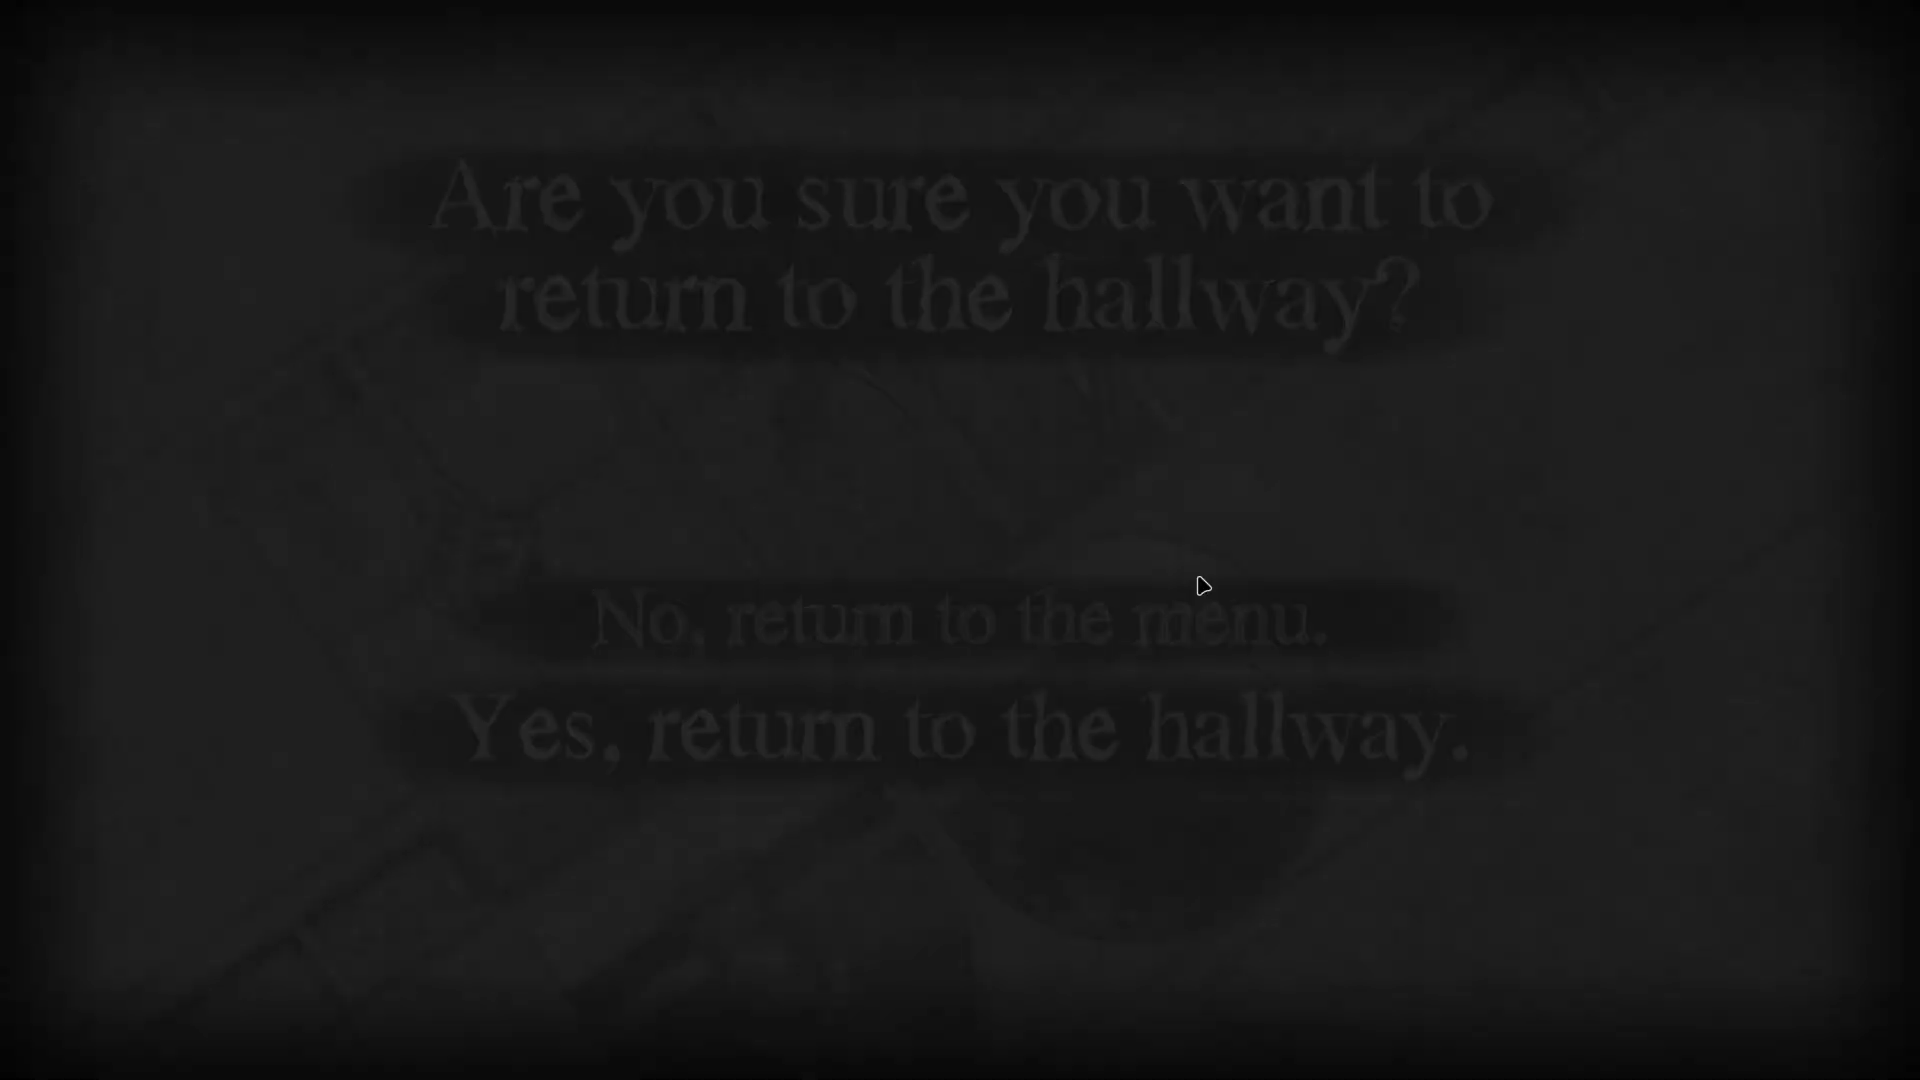 Are you sure you want to
return to the hallway?
No, return to the menu.
Yes, return to the hallway.